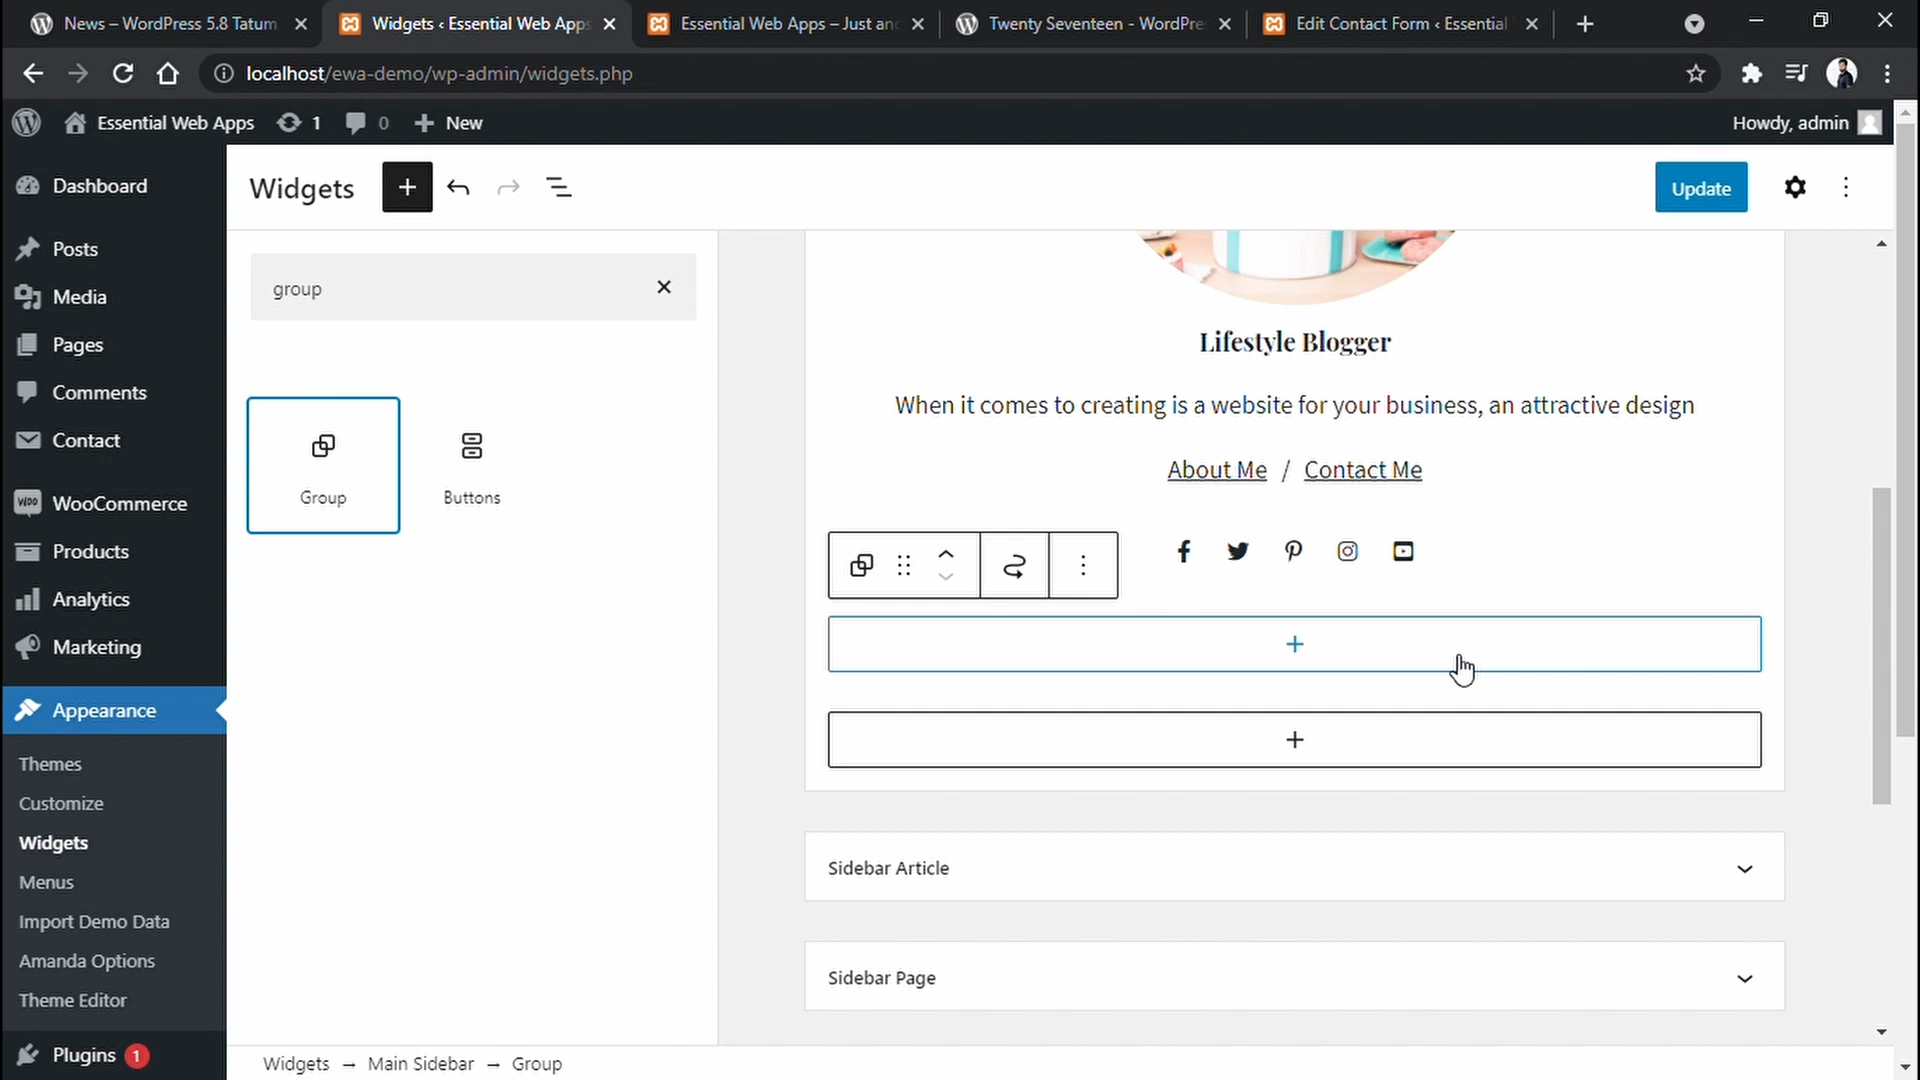 News – WordPress 5.8 Tatum
Widgets ‹ Essential Web Apps
Essential Web Apps – Just an
Twenty Seventeen - WordPre
Edit Contact Form ‹ Essential
localhost/ewa-demo/wp-admin/widgets.php
Essential Web Apps
1
0
New
Howdy, admin
Dashboard
Posts
Media
Pages
Comments
Contact
WooCommerce
Products
Analytics
Marketing
Appearance
Themes
Customize
Widgets
Menus
Import Demo Data
Amanda Options
Theme Editor
Plugins 1
Widgets
Update
group
Group
Buttons
Lifestyle Blogger
When it comes to creating is a website for your business, an attractive design
About Me / Contact Me
Sidebar Article
Sidebar Page
Widgets → Main Sidebar → Group